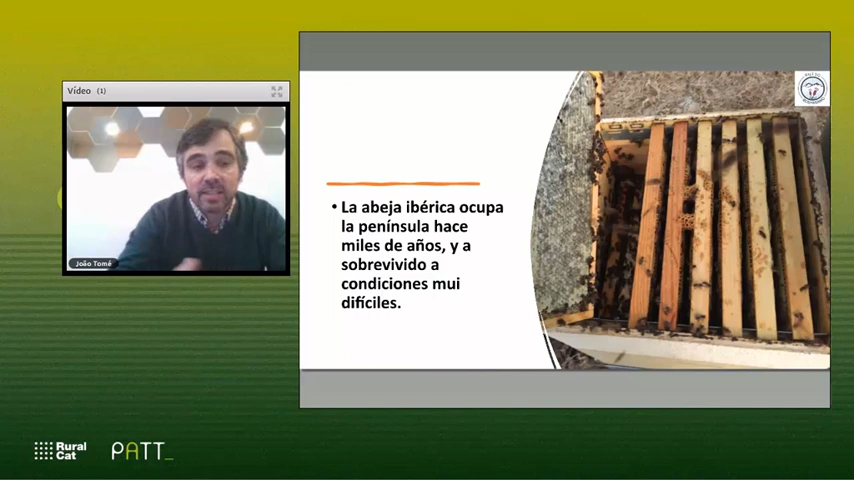 Vídeo (1)
João Tomé
• La abeja ibérica ocupa
la península hace
miles de años, y a
sobrevivido a
condiciones mui
difíciles.
Rural
Cat
PATT_